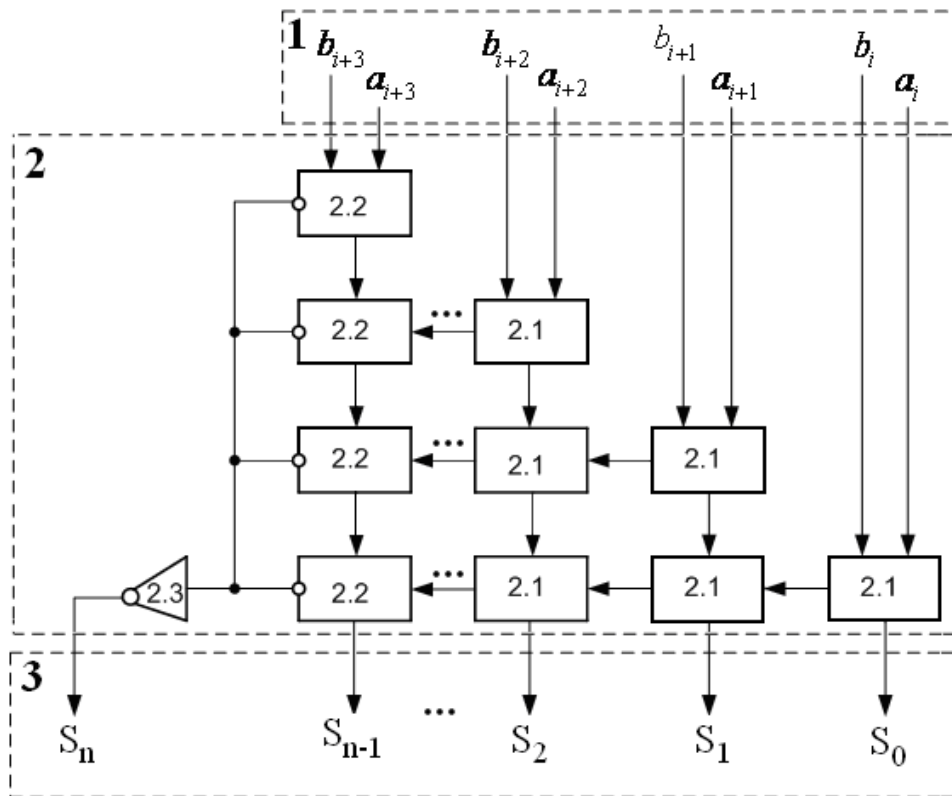 1
b_{i+3} a_{i+3} b_{i+2} a_{i+2} b_{i+1} a_{i+1} b_i a_i
2
2.2
2.2 ... 2.1
2.2 ... 2.1 2.1
2.3 2.2 ... 2.1 2.1 2.1
3
S_n S_{n-1} ... S_2 S_1 S_0